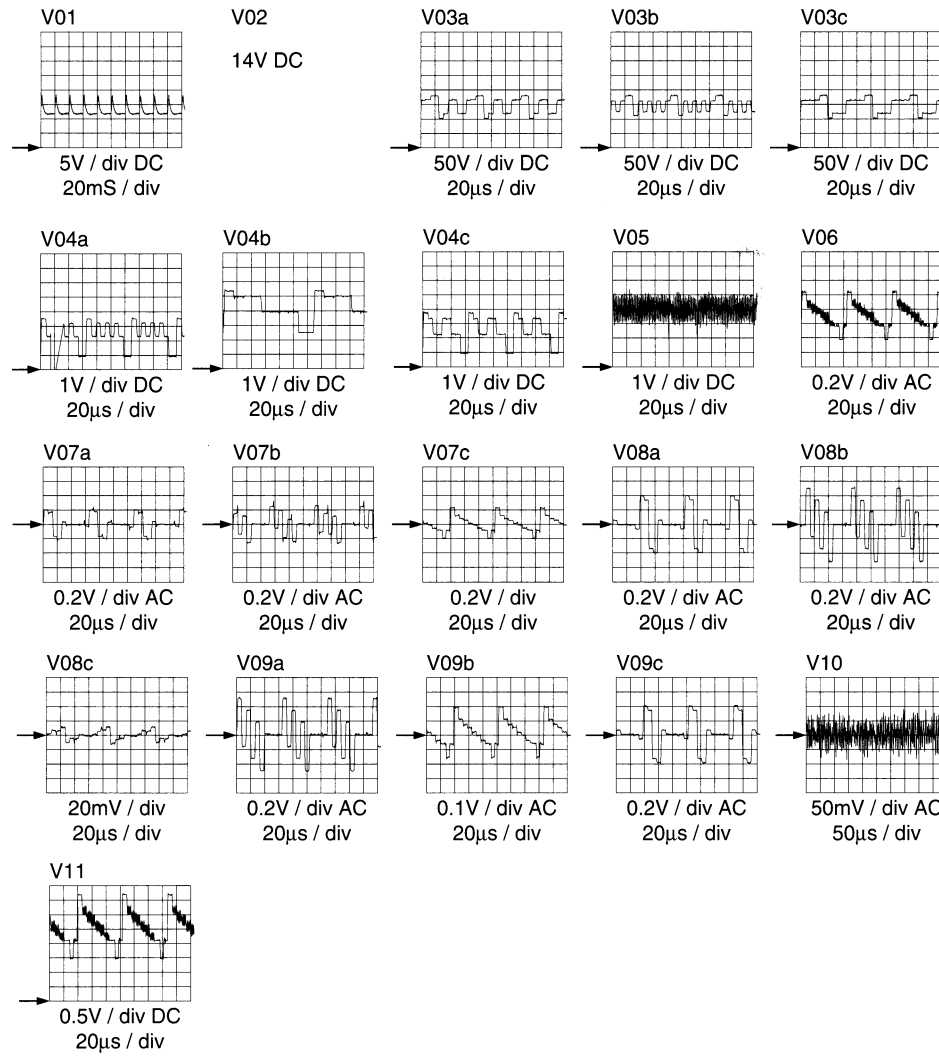 V01
V02
V03a
V03b
V03c
14V DC
5V / div DC
20mS / div
50V / div DC
20µs / div
50V / div DC
20µs / div
50V / div DC
20µs / div
V04a
V04b
V04c
V05
V06
1V / div DC
20µs / div
1V / div DC
20µs / div
1V / div DC
20µs / div
1V / div DC
20µs / div
0.2V / div AC
20µs / div
V07a
V07b
V07c
V08a
V08b
0.2V / div AC
20µs / div
0.2V / div AC
20µs / div
0.2V / div
20µs / div
0.2V / div AC
20µs / div
0.2V / div AC
20µs / div
V08c
V09a
V09b
V09c
V10
20mV / div
20µs / div
0.2V / div AC
20µs / div
0.1V / div AC
20µs / div
0.2V / div AC
20µs / div
50mV / div AC
50µs / div
V11
0.5V / div DC
20µs / div